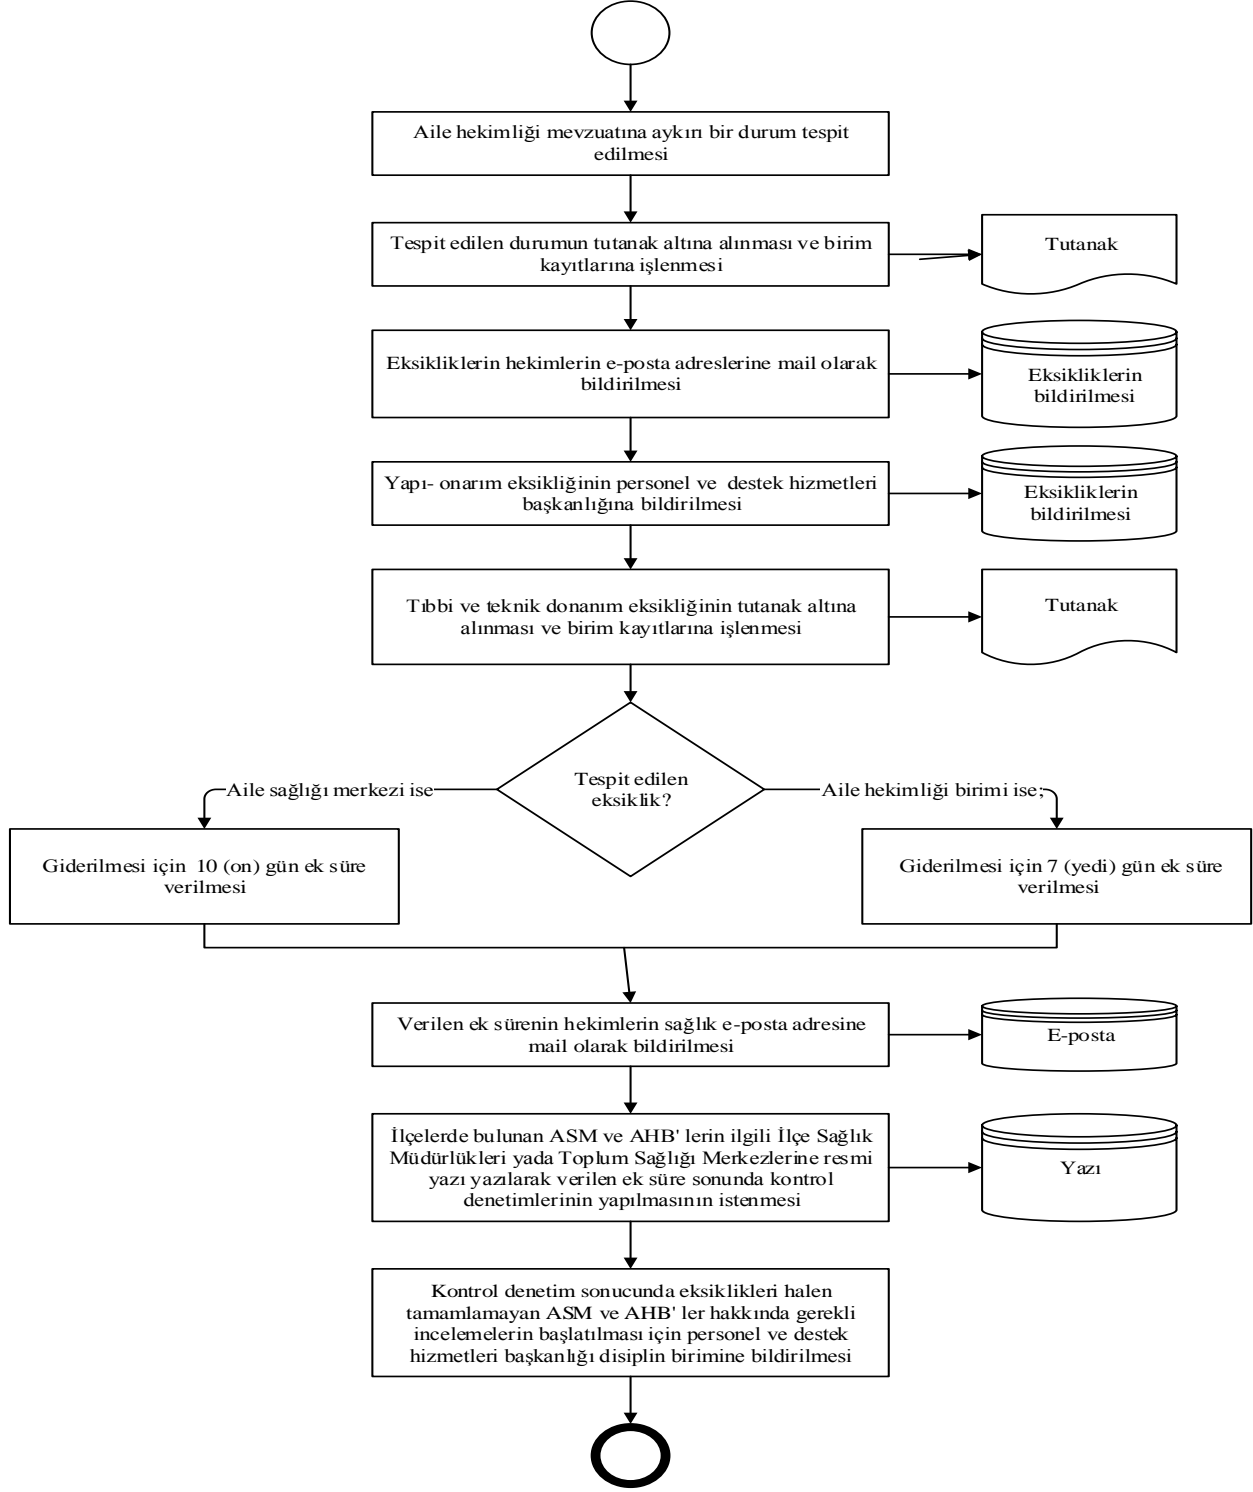 Aile hekimliği mevzuatına aykırı bir durum tespit
edilmesi
Tespit edilen durumun tutanak altına alınması ve birim
kayıtlarına işlenmesi
Tutanak
Eksikliklerin hekimlerin e-posta adreslerine mail olarak
bildirilmesi
Eksikliklerin
bildirilmesi
Yapı- onarım eksikliğinin personel ve destek hizmetleri
başkanlığına bildirilmesi
Eksikliklerin
bildirilmesi
Tıbbi ve teknik donanım eksikliğinin tutanak altına
alınması ve birim kayıtlarına işlenmesi
Tutanak
Tespit edilen
eksiklik?
Aile sağlığı merkezi ise
Aile hekimliği birimi ise;
Giderilmesi için 10 (on) gün ek süre
verilmesi
Giderilmesi için 7 (yedi) gün ek süre
verilmesi
Verilen ek sürenin hekimlerin sağlık e-posta adresine
mail olarak bildirilmesi
E-posta
İlçelerde bulunan ASM ve AHB' lerin ilgili İlçe Sağlık
Müdürlükleri yada Toplum Sağlığı Merkezlerine resmi
yazı yazılarak verilen ek süre sonunda kontrol
denetimlerinin yapılmasının istenmesi
Yazı
Kontrol denetim sonucunda eksiklikleri halen
tamamlamayan ASM ve AHB' ler hakkında gerekli
incelemelerin başlatılması için personel ve destek
hizmetleri başkanlığı disiplin birimine bildirilmesi